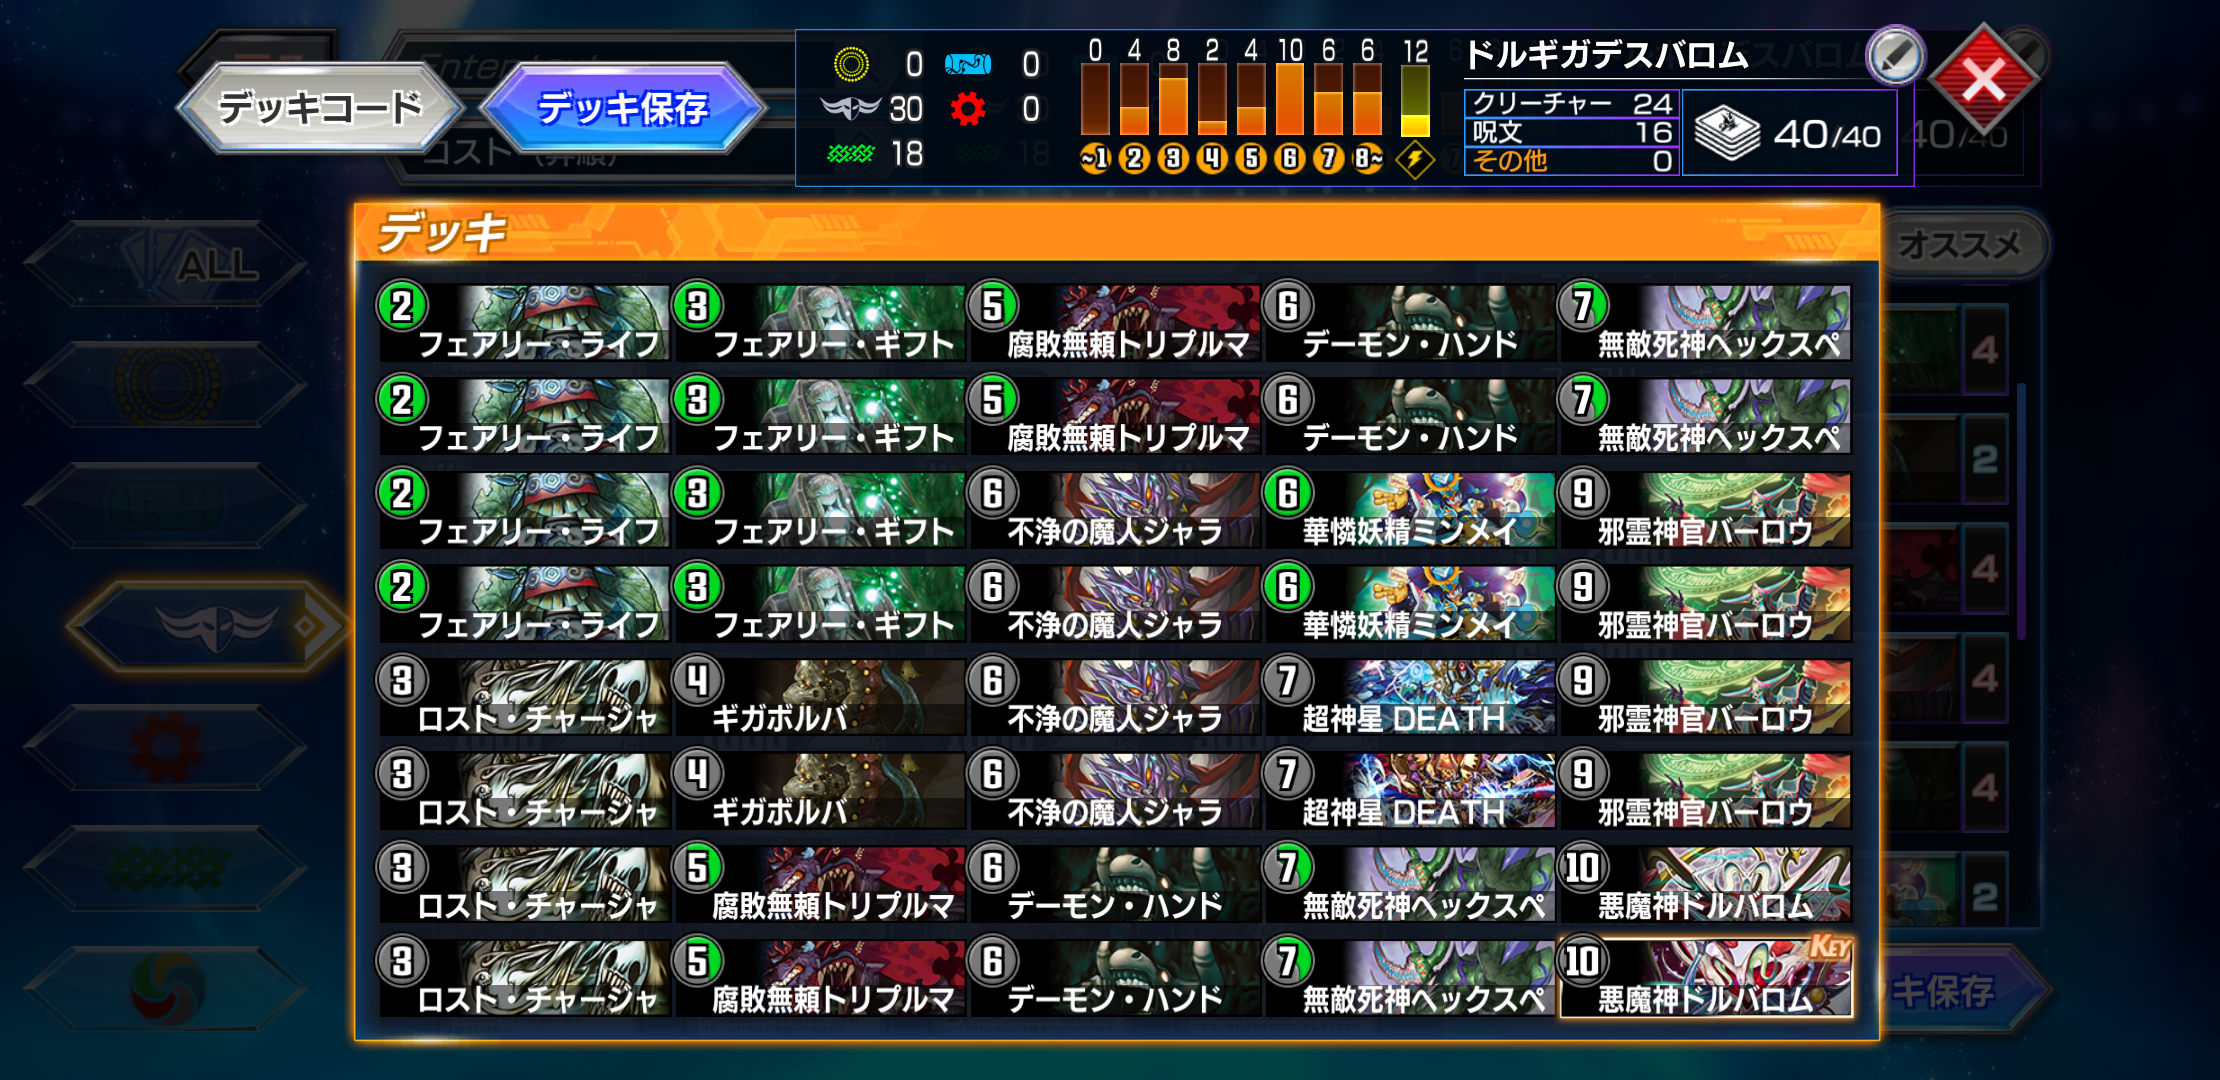 デッキコード
デッキ保存
0 0
30 0
18
0 4 8 2 4 10 6 6 12
~1 2 3 4 5 6 7 8~
ドルギガデスバロム
クリーチャー 24
呪文 16
その他 0
40/40
デッキ
ALL
オススメ
2 フェアリー・ライフ 3 フェアリー・ギフト 5 腐敗無頼トリプルマ 6 デーモン・ハンド 7 無敵死神ヘックスペ
2 フェアリー・ライフ 3 フェアリー・ギフト 5 腐敗無頼トリプルマ 6 デーモン・ハンド 7 無敵死神ヘックスペ
2 フェアリー・ライフ 3 フェアリー・ギフト 6 不浄の魔人ジャラ 6 華憐妖精ミンメイ 9 邪霊神官バーロウ
2 フェアリー・ライフ 3 フェアリー・ギフト 6 不浄の魔人ジャラ 6 華憐妖精ミンメイ 9 邪霊神官バーロウ
3 ロスト・チャージャ 4 ギガボルバ 6 不浄の魔人ジャラ 7 超神星 DEATH 9 邪霊神官バーロウ
3 ロスト・チャージャ 4 ギガボルバ 6 不浄の魔人ジャラ 7 超神星 DEATH 9 邪霊神官バーロウ
3 ロスト・チャージャ 5 腐敗無頼トリプルマ 6 デーモン・ハンド 7 無敵死神ヘックスペ 10 悪魔神ドルバロム
KEY
3 ロスト・チャージャ 5 腐敗無頼トリプルマ 6 デーモン・ハンド 7 無敵死神ヘックスペ 10 悪魔神ドルバロム
4
2
4
4
4
2
キ保存